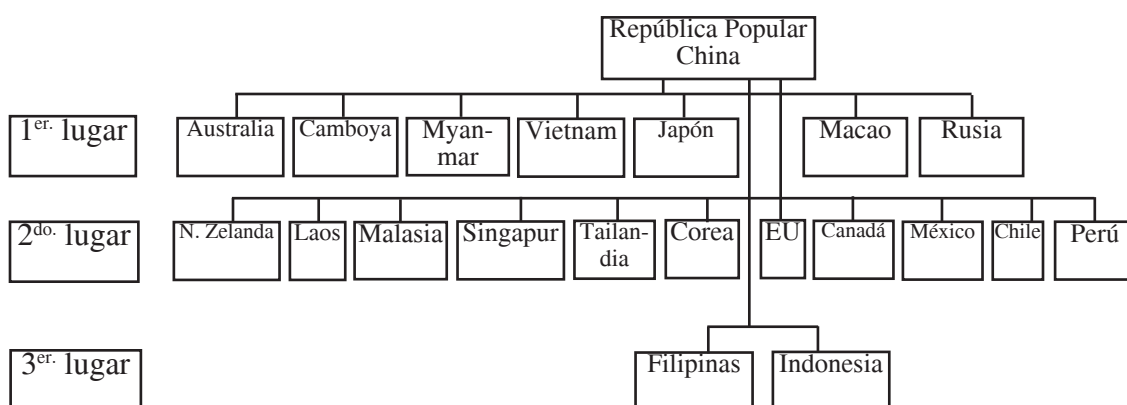 República Popular
China
1er. lugar
Australia Camboya Myan-
mar Vietnam Japón Macao Rusia
2do. lugar
N. Zelanda Laos Malasia Singapur Tailan-
dia Corea EU Canadá México Chile Perú
3er. lugar
Filipinas Indonesia